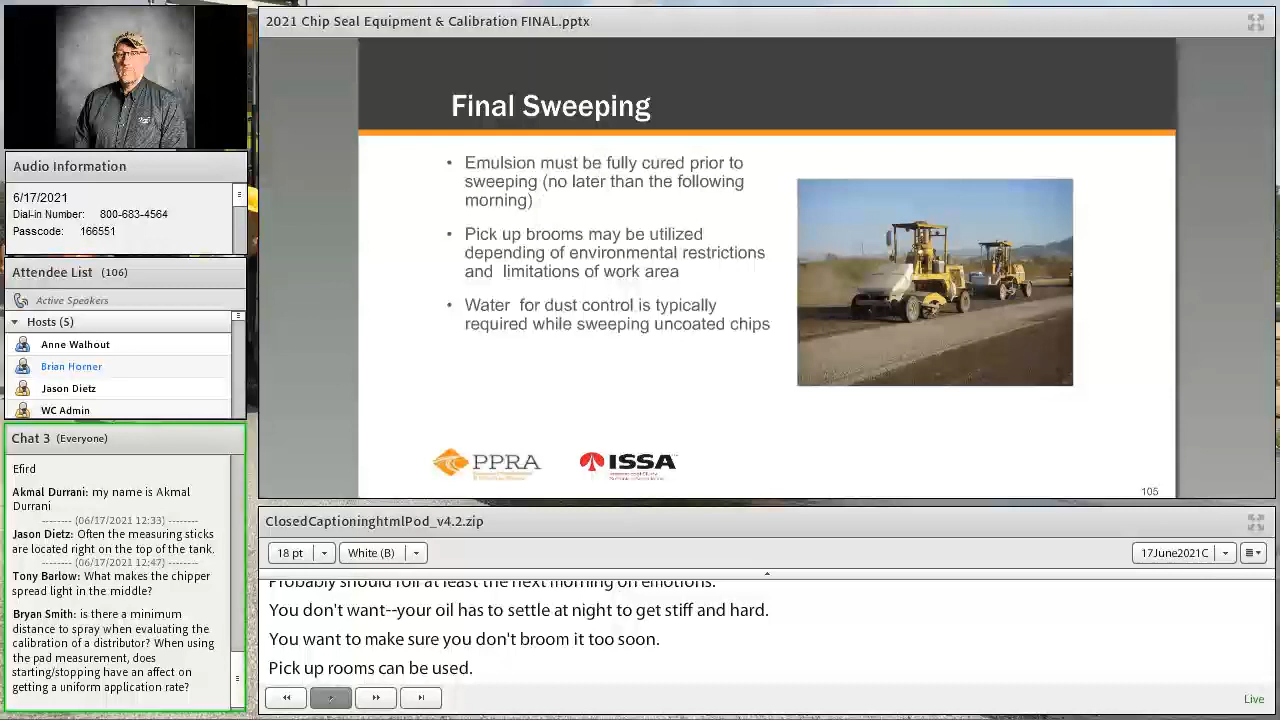 2021 Chip Seal Equipment & Calibration FINAL.pptx
Audio Information
6/17/2021
Dial-in Number: 800-683-4564
Passcode: 166551
Attendee List (106)
Active Speakers
Hosts (5)
Anne Walhout
Brian Horner
Jason Dietz
WC Admin
Chat 3 (Everyone)
Efird
Akmal Durrani: my name is Akmal
Durrani
-------- (06/17/2021 12:33) --------
Jason Dietz: Often the measuring sticks
are located right on the top of the tank.
-------- (06/17/2021 12:47) --------
Tony Barlow: What makes the chipper
spread light in the middle?
Bryan Smith: is there a minimum
distance to spray when evaluating the
calibration of a distributor? When using
the pad measurement, does
starting/stopping have an affect on
getting a uniform application rate?
Final Sweeping
• Emulsion must be fully cured prior to
sweeping (no later than the following
morning)
• Pick up brooms may be utilized
depending of environmental restrictions
and limitations of work area
• Water for dust control is typically
required while sweeping uncoated chips
PPRA
ISSA
105
ClosedCaptioninghtmlPod_v4.2.zip
18 pt
White (B)
17June2021C
Probably should roll at least the next morning on emotions.
You don't want--your oil has to settle at night to get stiff and hard.
You want to make sure you don't broom it too soon.
Pick up rooms can be used.
Live